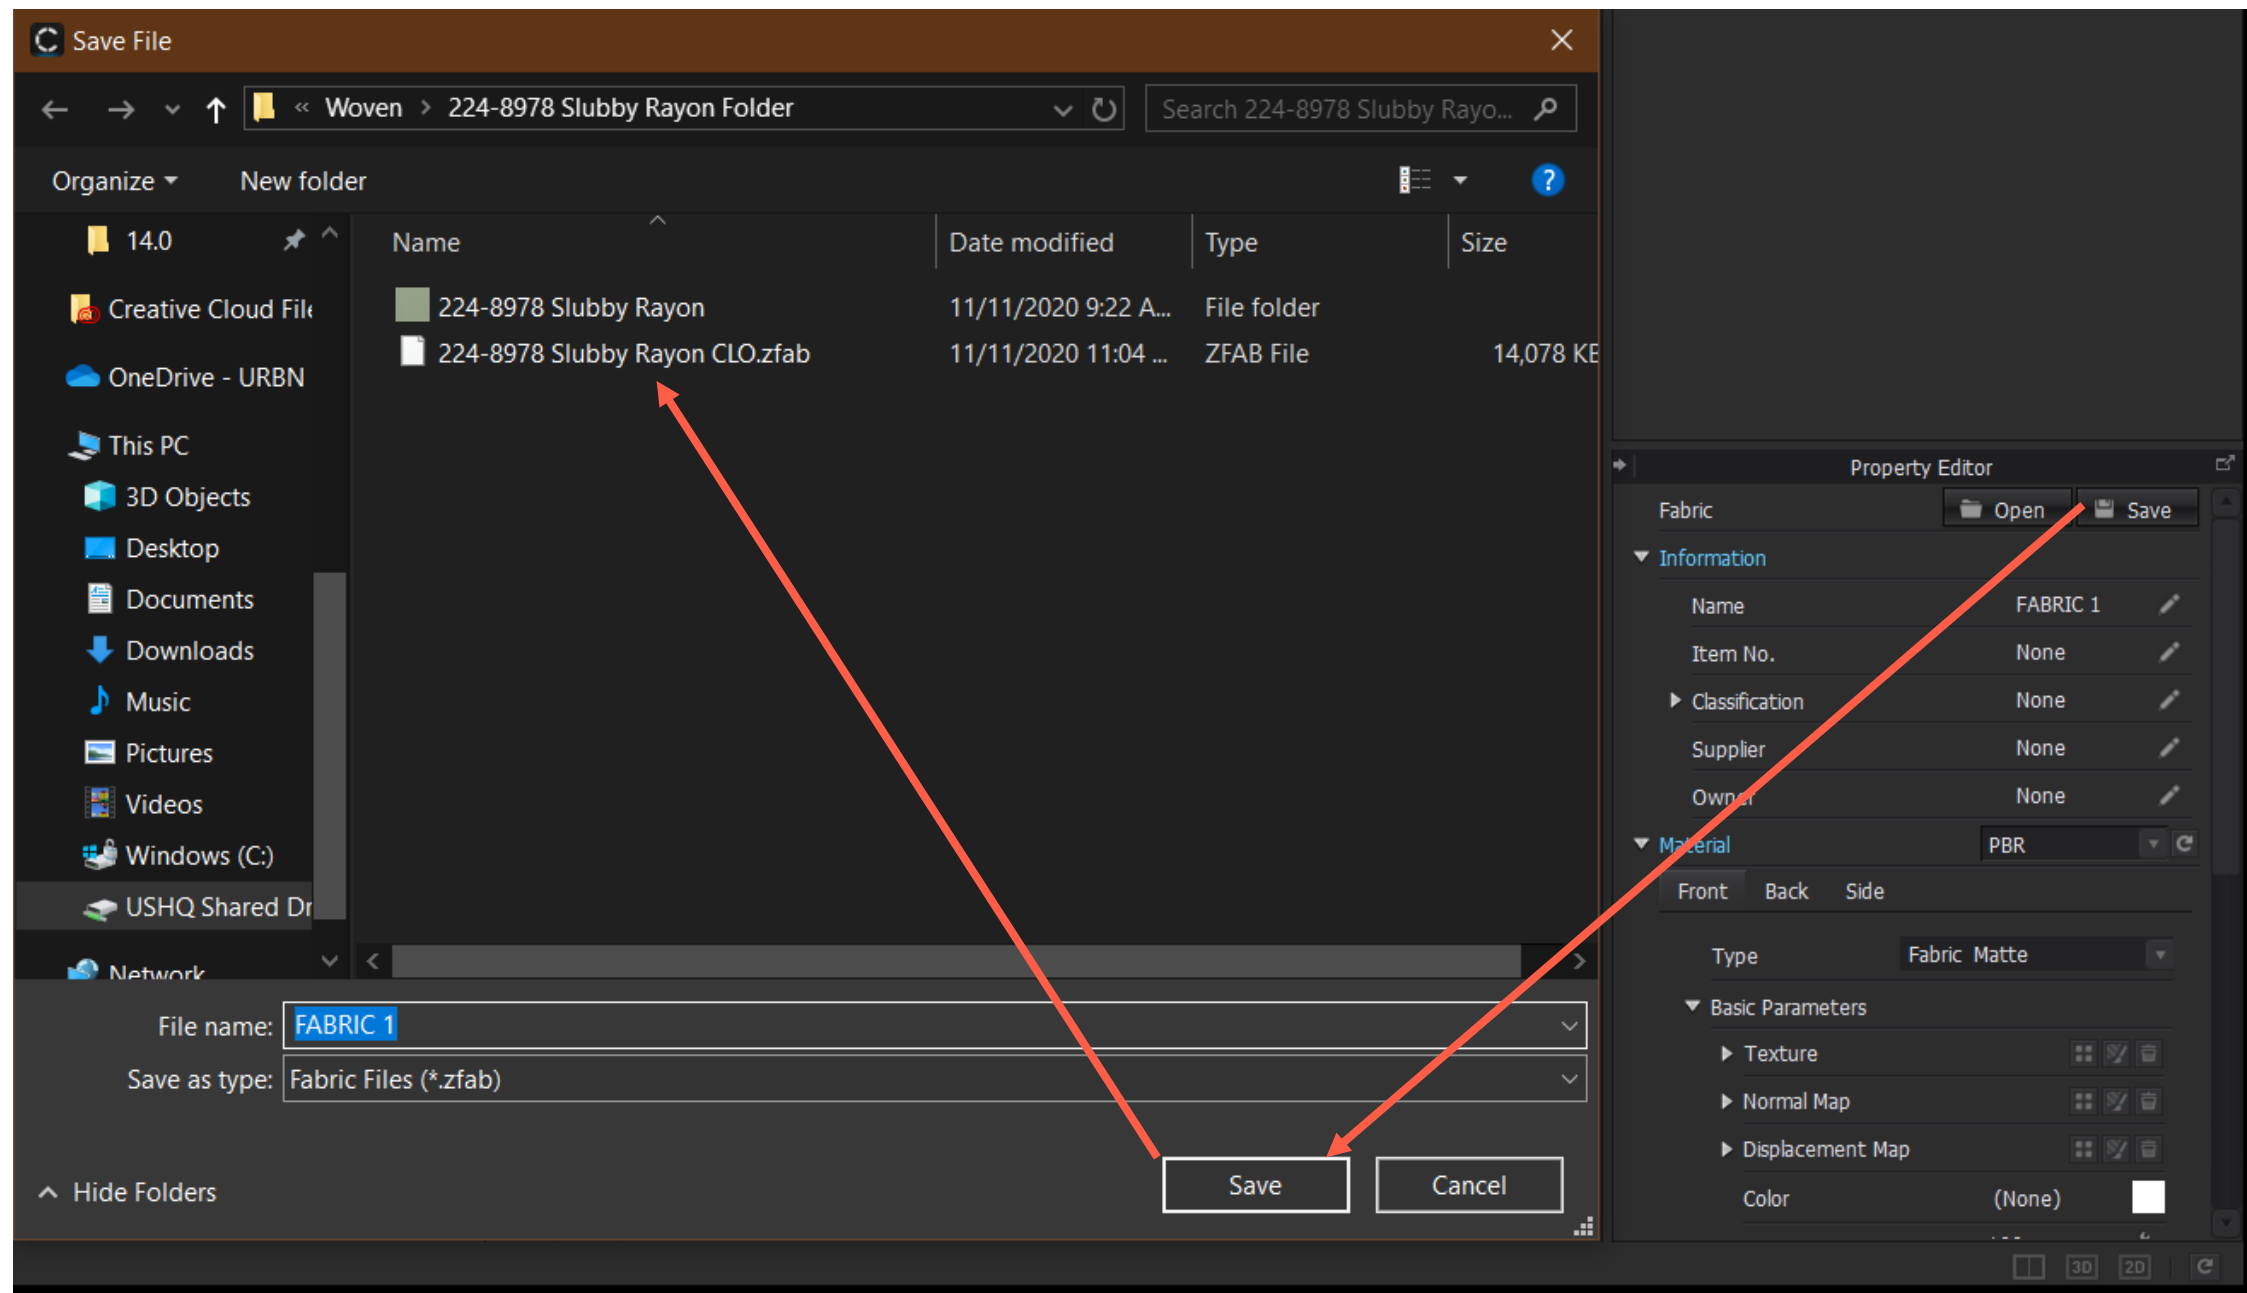 Save File
« Woven > 224-8978 Slubby Rayon Folder
Search 224-8978 Slubby Rayo...
Organize
New folder
14.0
Creative Cloud File
OneDrive - URBN
This PC
3D Objects
Desktop
Documents
Downloads
Music
Pictures
Videos
Windows (C:)
USHQ Shared Dr
Network
Name Date modified Type Size
224-8978 Slubby Rayon 11/11/2020 9:22 A... File folder
224-8978 Slubby Rayon CLO.zfab 11/11/2020 11:04 ... ZFAB File 14,078 KB
File name: FABRIC 1
Save as type: Fabric Files (*.zfab)
Hide Folders
Save Cancel
Property Editor
Fabric Open Save
Information
Name FABRIC 1
Item No. None
Classification None
Supplier None
Owner None
Material PBR
Front Back Side
Type Fabric Matte
Basic Parameters
Texture
Normal Map
Displacement Map
Color (None)
3D 2D